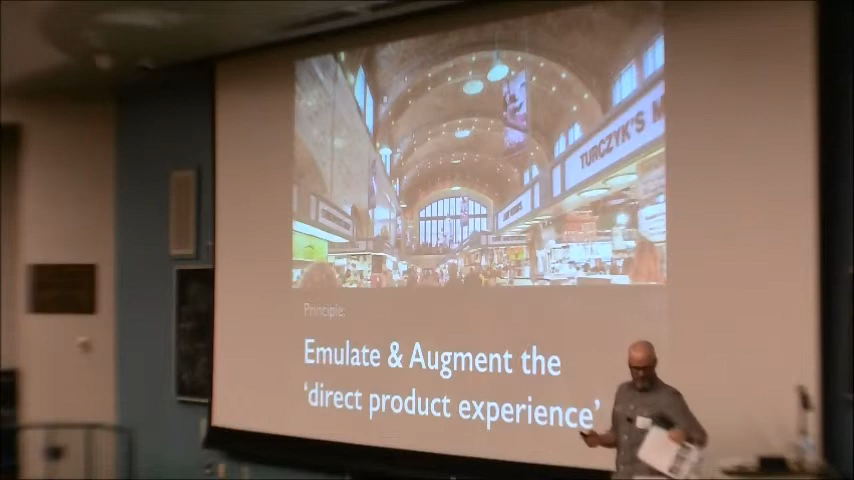 TURCZYK'S M
Principle:
Emulate & Augment the
'direct product experience'